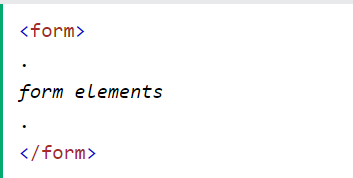 <form>
.
form elements
.
</form>